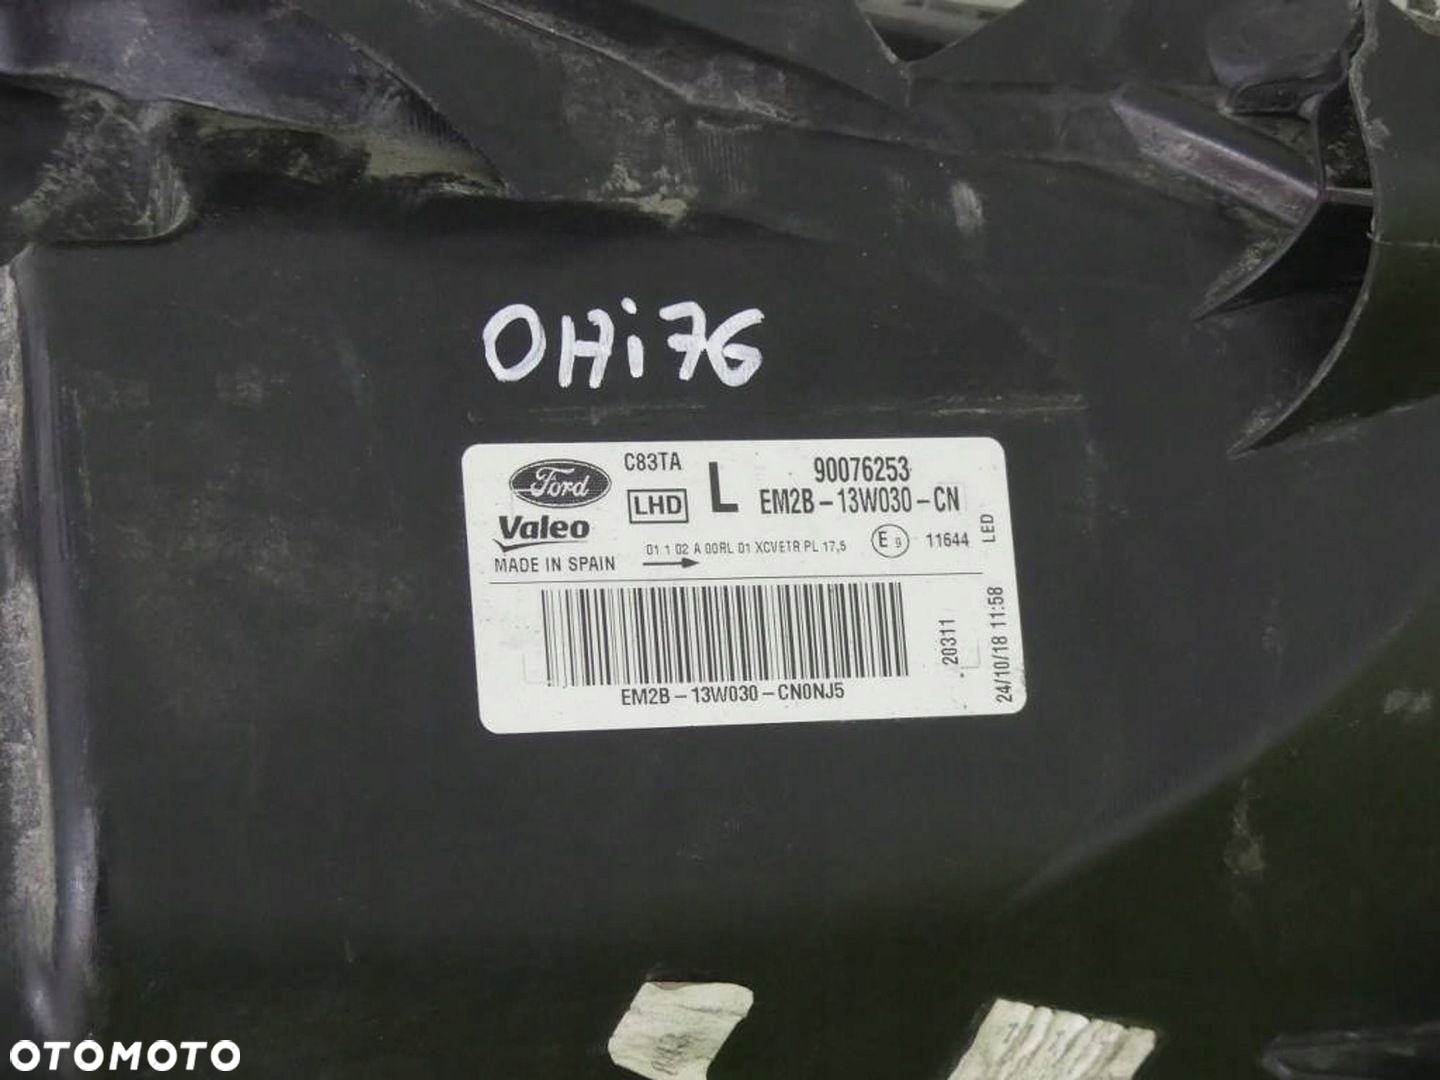 OHi76
Ford
C83TA
L
90076253
LHD
EM2B-13W030-CN
Valeo
MADE IN SPAIN
01 1 02 A 00RL 01 XCVETR PL 17,5
E9
11644
LED
20311
24/10/18 11:58
EM2B-13W030-CN0NJ5
OTOMOTO